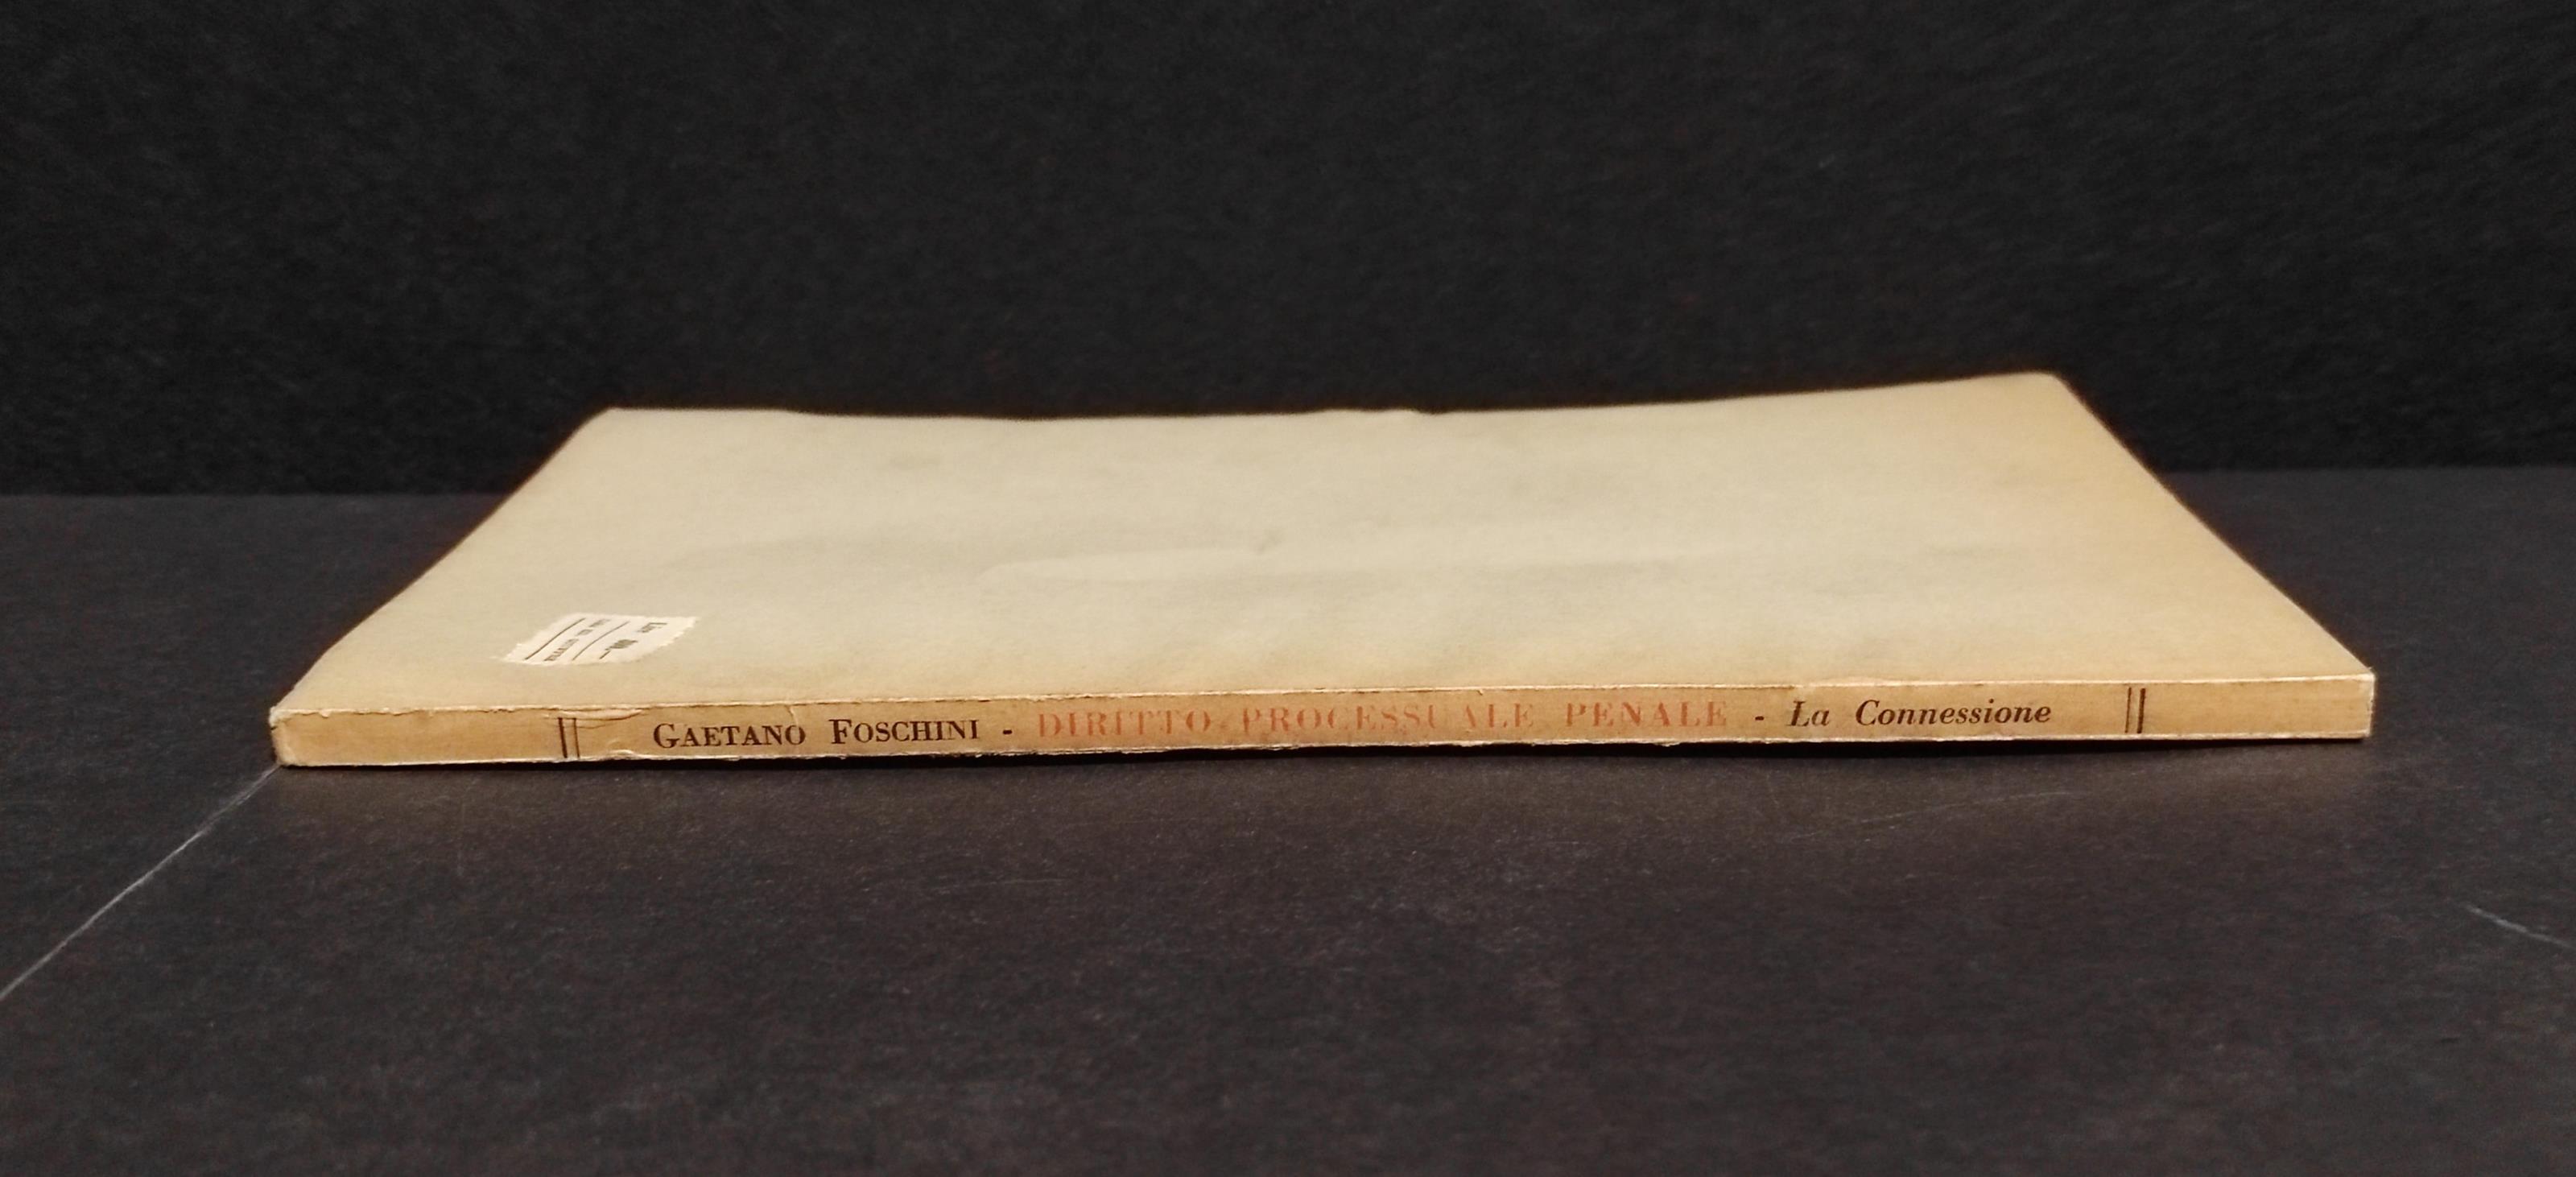 GAETANO FOSCHINI - DIRITTO PROCESSUALE PENALE - La Connessione